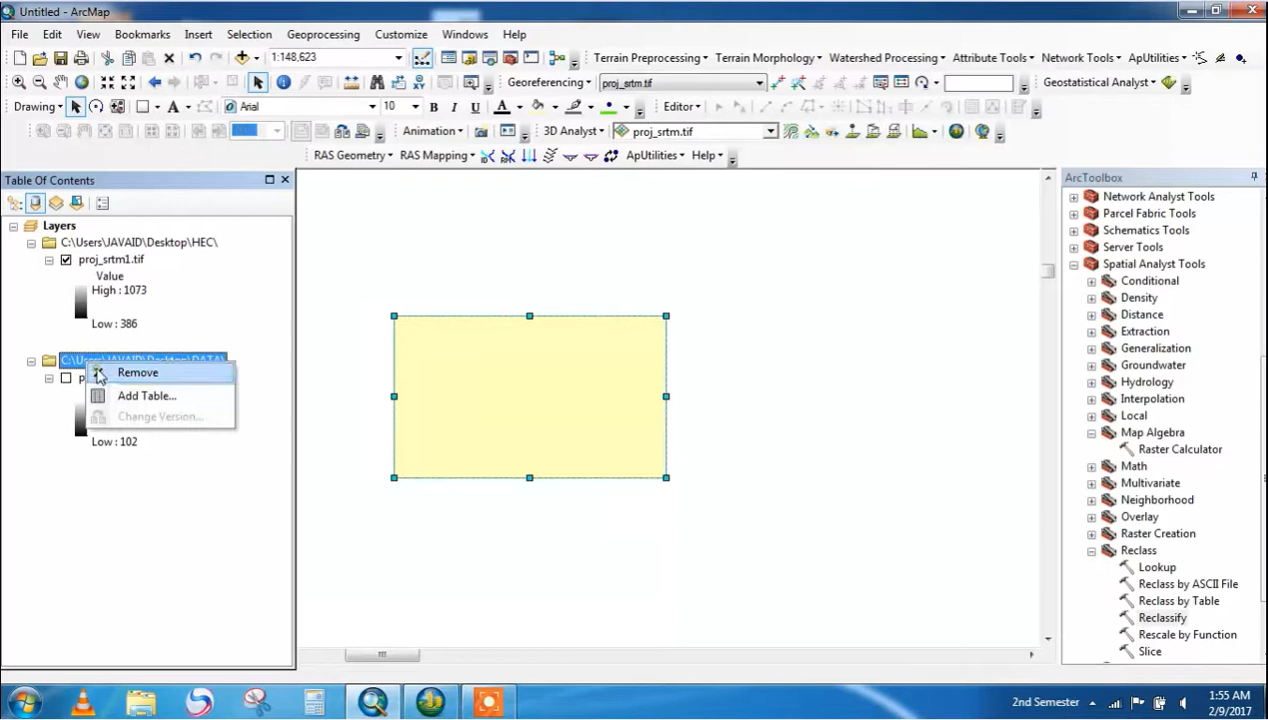 Untitled - ArcMap
File Edit View Bookmarks Insert Selection Geoprocessing Customize Windows Help
1:148,623 Terrain Preprocessing Terrain Morphology Watershed Processing Attribute Tools Network Tools ApUtilities
Georeferencing proj_srtm.tif Geostatistical Analyst
Drawing A Arial 10 B I U A Editor
Animation 3D Analyst proj_srtm.tif
RAS Geometry RAS Mapping ApUtilities Help
Table Of Contents
Layers
C:\Users\JAVAID\Desktop\HEC\
proj_srtm1.tif
Value
High : 1073
Low : 386
C:\Users\JAVAID\Desktop\DATA\
Remove
Add Table...
Change Version...
Low : 102
ArcToolbox
Network Analyst Tools
Parcel Fabric Tools
Schematics Tools
Server Tools
Spatial Analyst Tools
Conditional
Density
Distance
Extraction
Generalization
Groundwater
Hydrology
Interpolation
Local
Map Algebra
Raster Calculator
Math
Multivariate
Neighborhood
Overlay
Raster Creation
Reclass
Lookup
Reclass by ASCII File
Reclass by Table
Reclassify
Rescale by Function
Slice
2nd Semester
1:55 AM
2/9/2017